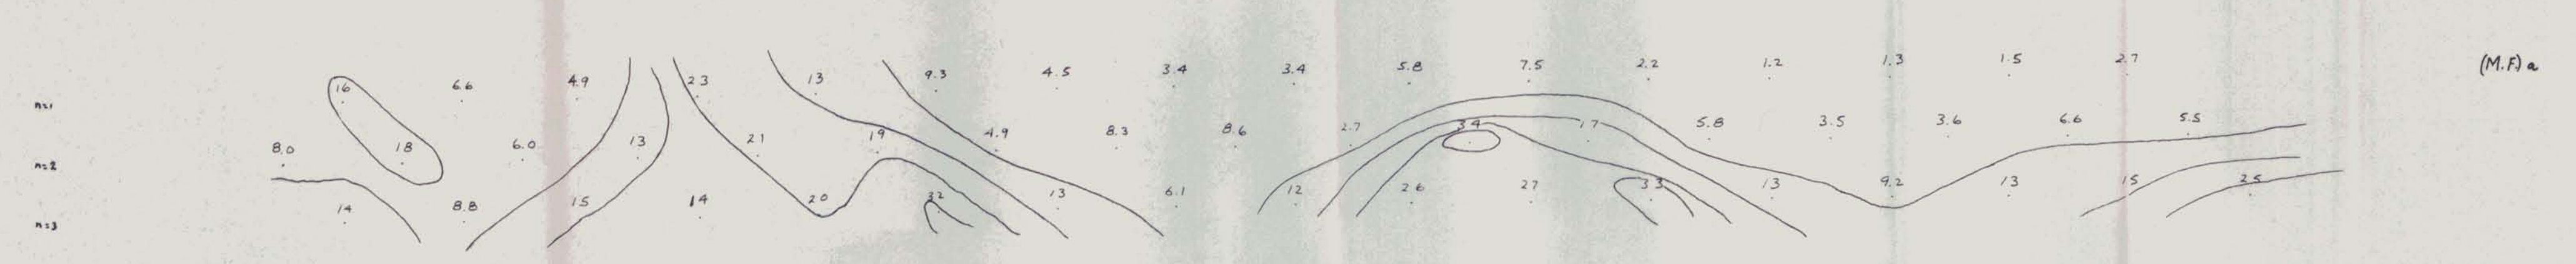 16 6.6 4.9 23 13 9.3 4.5 3.4 3.4 5.8 7.5 2.2 1.2 1.3 1.5 2.7 (M.F.) a
n=1
8.0 18 6.0 13 21 19 4.9 8.3 8.6 2.7 34 17 5.8 3.5 3.6 6.6 5.5
n=2
14 8.8 15 14 20 32 13 6.1 12 26 27 33 13 9.2 13 15 25
n=3